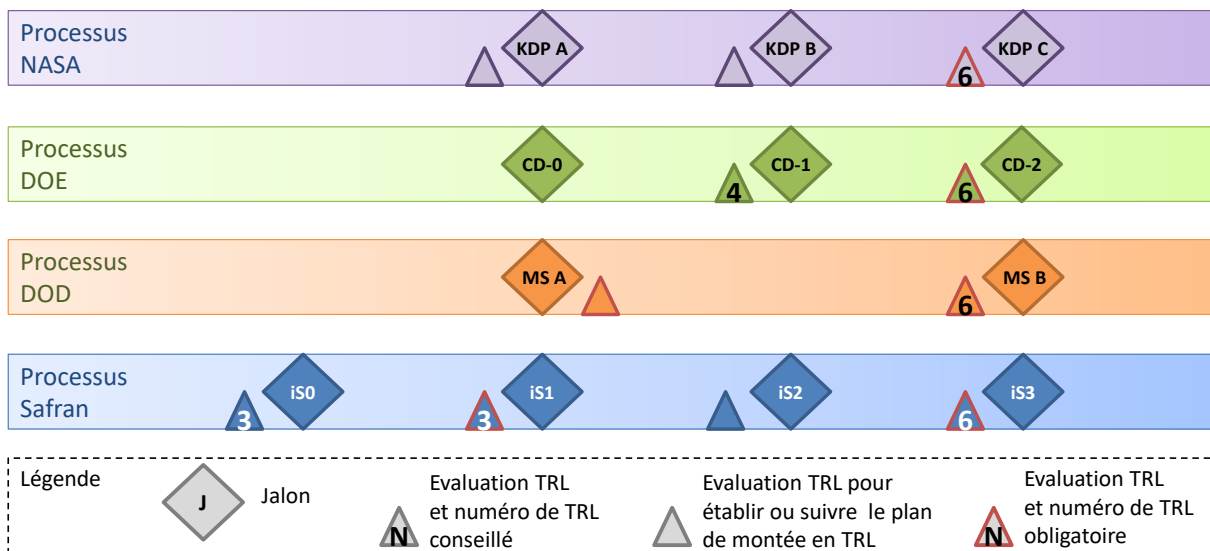 Processus
NASA
KDP A
KDP B
KDP C
6
Processus
DOE
CD-0
CD-1
CD-2
4
6
Processus
DOD
MS A
MS B
6
Processus
Safran
iS0
iS1
iS2
iS3
3
3
6
Légende
J
Jalon
N
Evaluation TRL
et numéro de TRL
conseillé
Evaluation TRL pour
établir ou suivre le plan
de montée en TRL
N
Evaluation TRL
et numéro de TRL
obligatoire